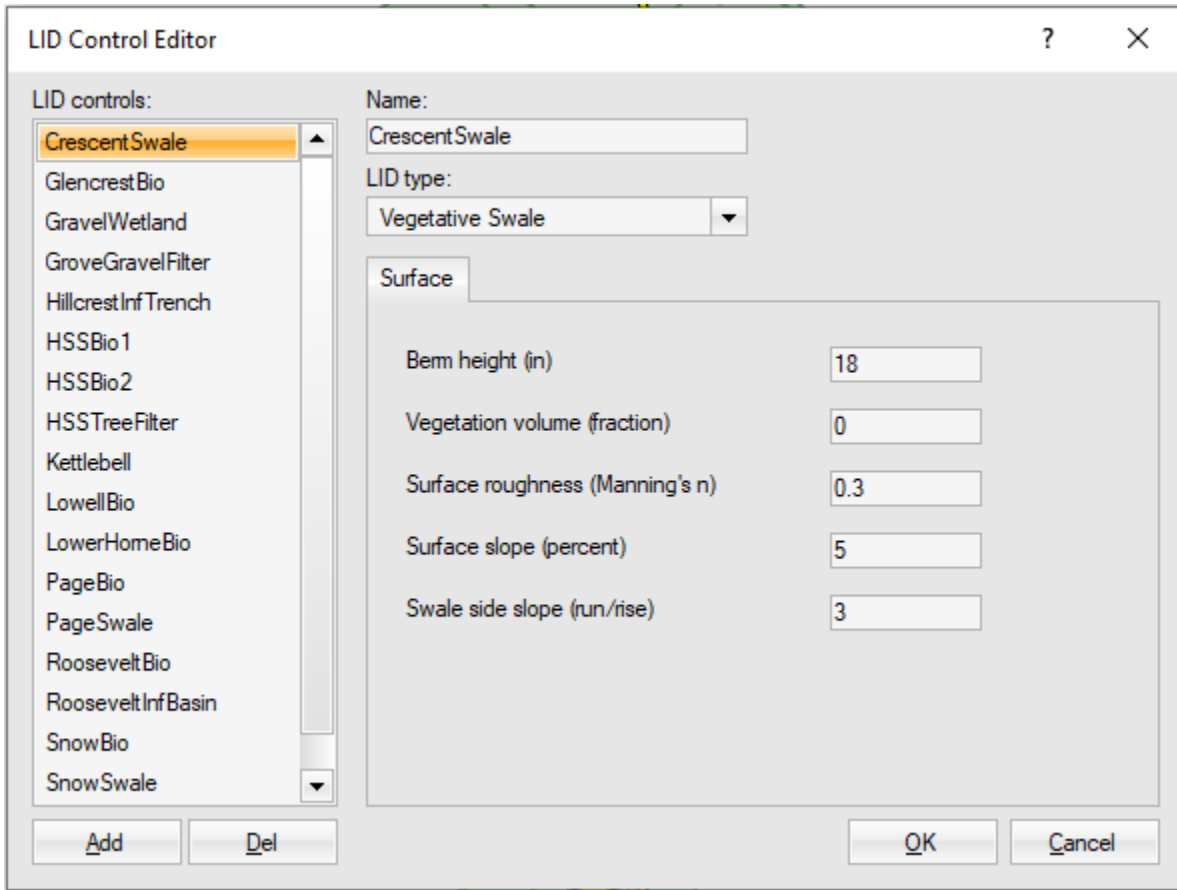 LID Control Editor
?
LID controls:
CrescentSwale
GlencrestBio
GravelWetland
GroveGravelFilter
HillcrestInfTrench
HSSBio1
HSSBio2
HSSTreeFilter
Kettlebell
LowellBio
LowerHomeBio
PageBio
PageSwale
RooseveltBio
RooseveltInfBasin
SnowBio
SnowSwale
Add Del
Name:
CrescentSwale
LID type:
Vegetative Swale
Surface
Berm height (in) 18
Vegetation volume (fraction) 0
Surface roughness (Manning's n) 0.3
Surface slope (percent) 5
Swale side slope (run/rise) 3
OK Cancel